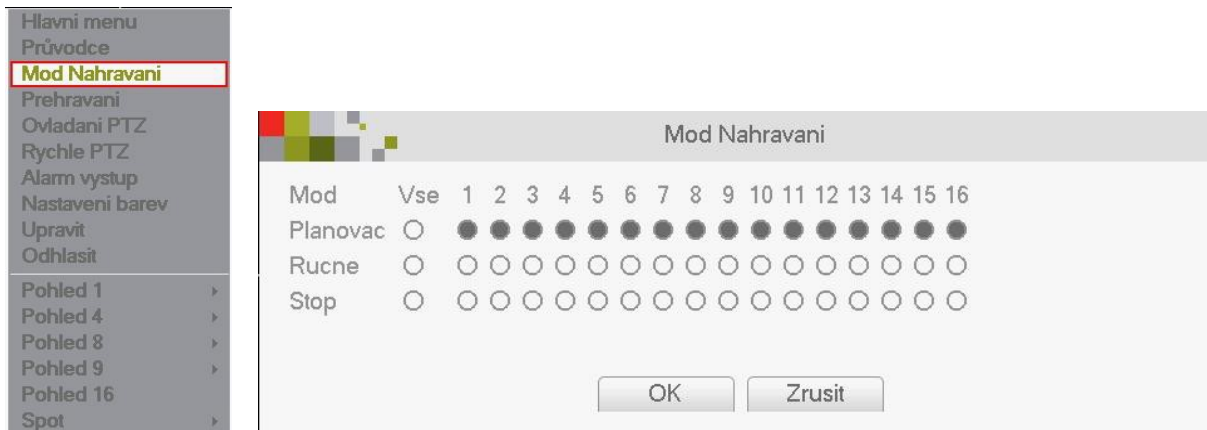 Hlavni menu
Průvodce
Mod Nahravani
Prehravani
Ovladani PTZ
Rychle PTZ
Alarm vystup
Nastaveni barev
Upravit
Odhlasit
Pohled 1
Pohled 4
Pohled 8
Pohled 9
Pohled 16
Spot
Mod Nahravani
Mod Vse 1 2 3 4 5 6 7 8 9 10 11 12 13 14 15 16
Planovac
Rucne
Stop
OK Zrusit